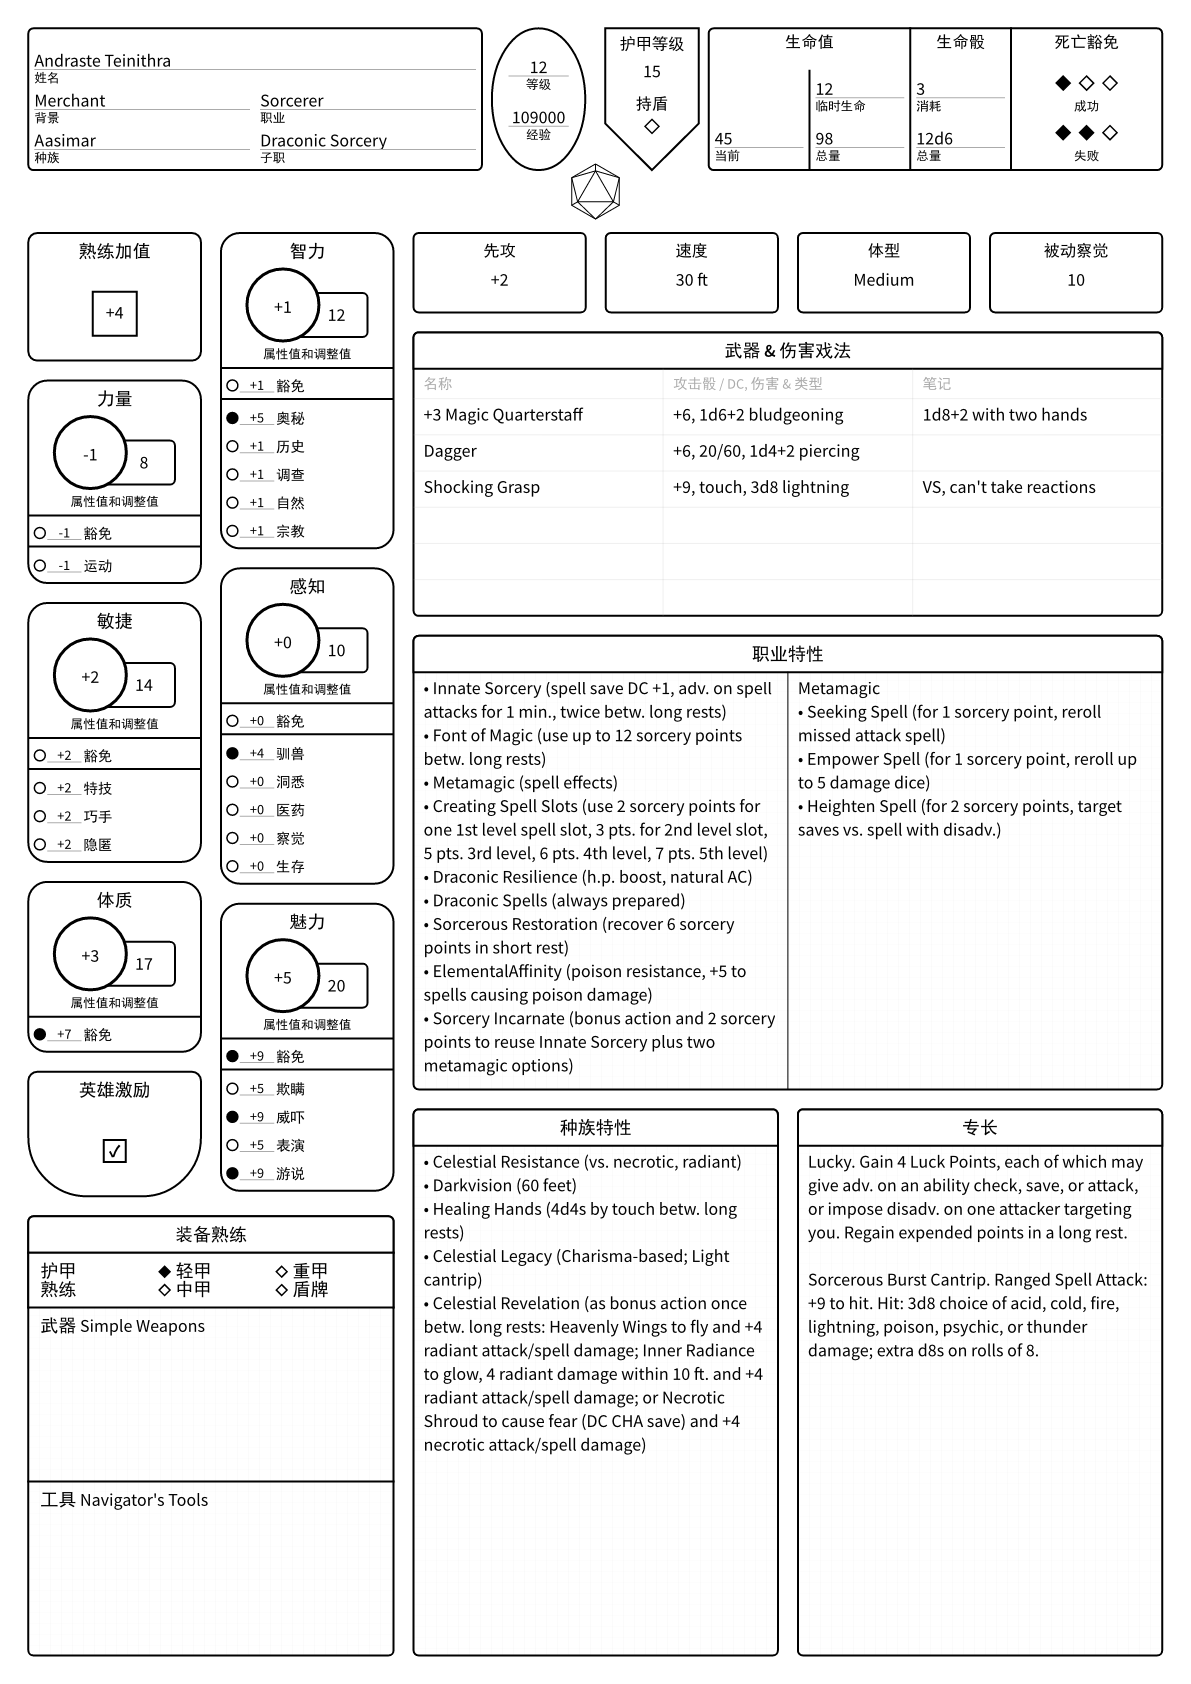 Andraste Teinithra
姓名
Merchant
背景
Sorcerer
职业
Aasimar
种族
Draconic Sorcery
子职
12
等级
109000
经验
护甲等级
15
持盾
生命值
45
当前
12
临时生命
98
总量
生命骰
3
消耗
12d6
总量
死亡豁免
成功
失败
熟练加值
+4
力量
-1
8
属性值和调整值
-1 豁免
-1 运动
敏捷
+2
14
属性值和调整值
+2 豁免
+2 特技
+2 巧手
+2 隐匿
体质
+3
17
属性值和调整值
+7 豁免
英雄激励
智力
+1
12
属性值和调整值
+1 豁免
+5 奥秘
+1 历史
+1 调查
+1 自然
+1 宗教
感知
+0
10
属性值和调整值
+0 豁免
+4 驯兽
+0 洞悉
+0 医药
+0 察觉
+0 生存
魅力
+5
20
属性值和调整值
+9 豁免
+5 欺瞒
+9 威吓
+5 表演
+9 游说
装备熟练
护甲
熟练
轻甲
重甲
中甲
盾牌
武器 Simple Weapons
工具 Navigator's Tools
先攻
+2
速度
30 ft
体型
Medium
被动察觉
10
武器 & 伤害戏法
名称 攻击骰 / DC, 伤害 & 类型 笔记
+3 Magic Quarterstaff +6, 1d6+2 bludgeoning 1d8+2 with two hands
Dagger +6, 20/60, 1d4+2 piercing
Shocking Grasp +9, touch, 3d8 lightning VS, can't take reactions
职业特性
• Innate Sorcery (spell save DC +1, adv. on spell
attacks for 1 min., twice betw. long rests)
• Font of Magic (use up to 12 sorcery points
betw. long rests)
• Metamagic (spell effects)
• Creating Spell Slots (use 2 sorcery points for
one 1st level spell slot, 3 pts. for 2nd level slot,
5 pts. 3rd level, 6 pts. 4th level, 7 pts. 5th level)
• Draconic Resilience (h.p. boost, natural AC)
• Draconic Spells (always prepared)
• Sorcerous Restoration (recover 6 sorcery
points in short rest)
• ElementalAffinity (poison resistance, +5 to
spells causing poison damage)
• Sorcery Incarnate (bonus action and 2 sorcery
points to reuse Innate Sorcery plus two
metamagic options)
Metamagic
• Seeking Spell (for 1 sorcery point, reroll
missed attack spell)
• Empower Spell (for 1 sorcery point, reroll up
to 5 damage dice)
• Heighten Spell (for 2 sorcery points, target
saves vs. spell with disadv.)
种族特性
• Celestial Resistance (vs. necrotic, radiant)
• Darkvision (60 feet)
• Healing Hands (4d4s by touch betw. long
rests)
• Celestial Legacy (Charisma-based; Light
cantrip)
• Celestial Revelation (as bonus action once
betw. long rests: Heavenly Wings to fly and +4
radiant attack/spell damage; Inner Radiance
to glow, 4 radiant damage within 10 ft. and +4
radiant attack/spell damage; or Necrotic
Shroud to cause fear (DC CHA save) and +4
necrotic attack/spell damage)
专长
Lucky. Gain 4 Luck Points, each of which may
give adv. on an ability check, save, or attack,
or impose disadv. on one attacker targeting
you. Regain expended points in a long rest.
Sorcerous Burst Cantrip. Ranged Spell Attack:
+9 to hit. Hit: 3d8 choice of acid, cold, fire,
lightning, poison, psychic, or thunder
damage; extra d8s on rolls of 8.